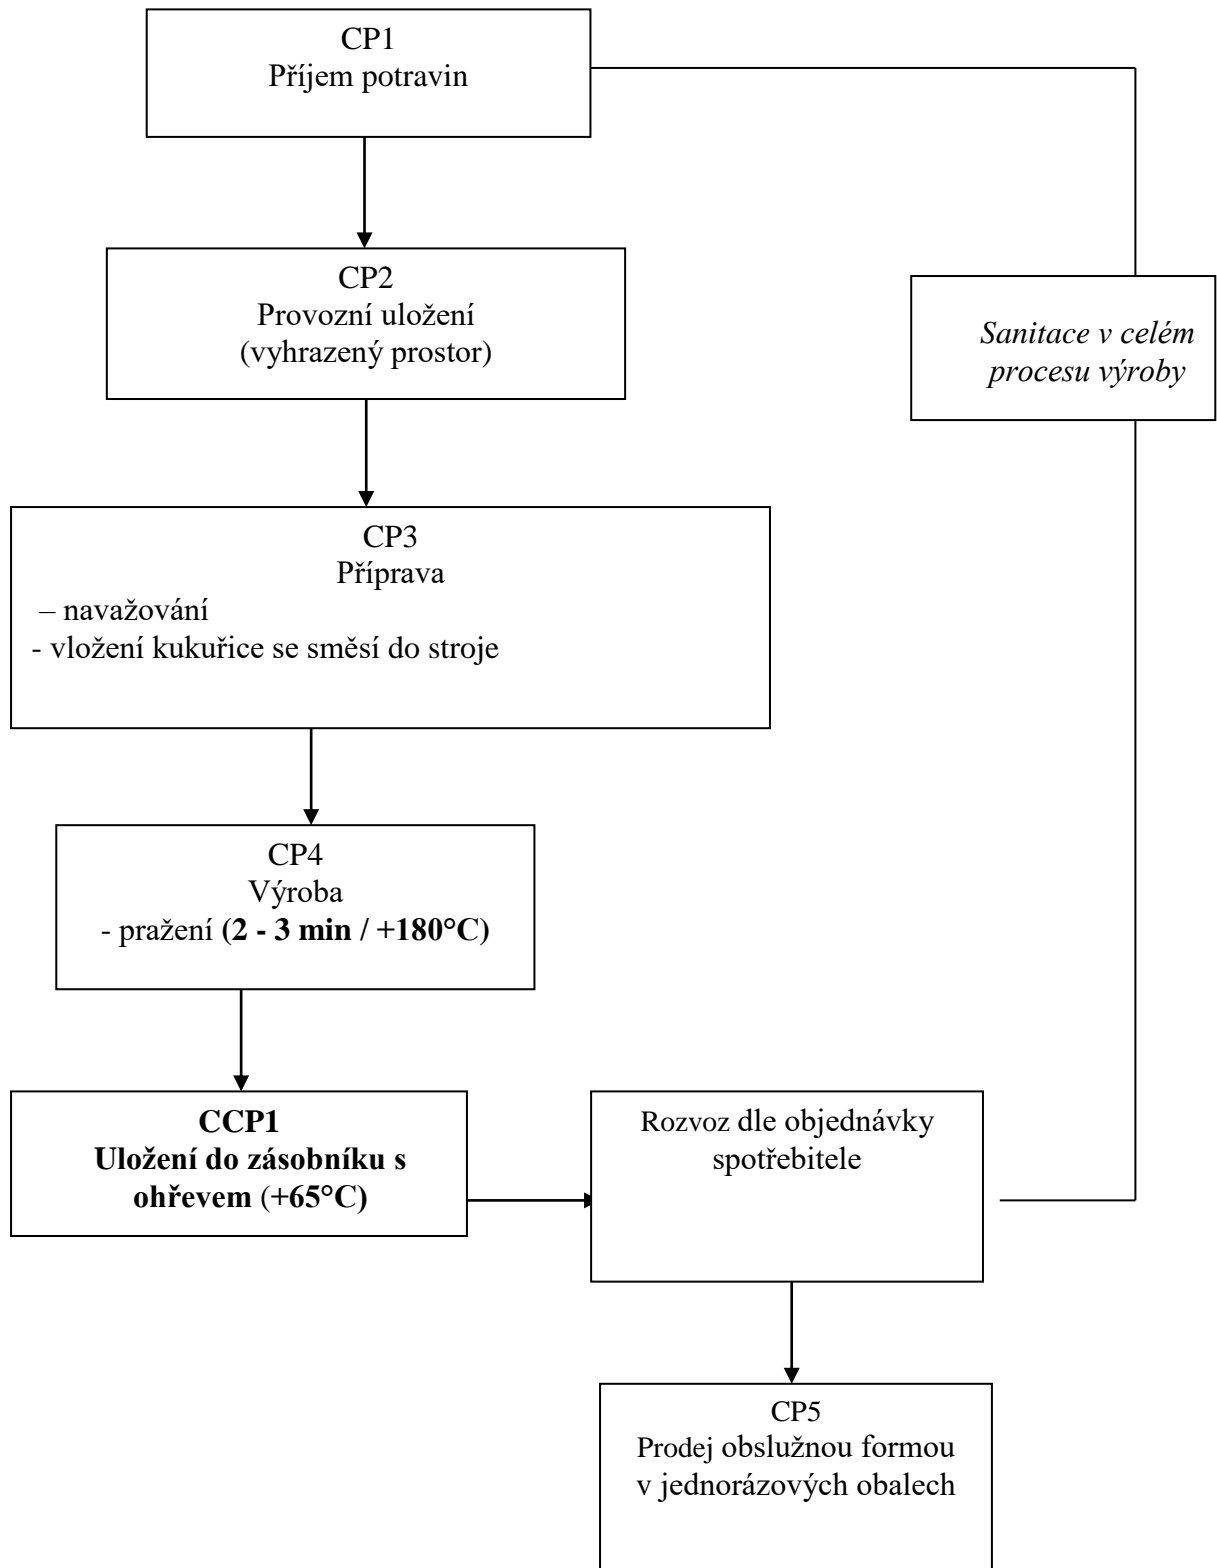 CP1
Příjem potravin
CP2
Provozní uložení
(vyhrazený prostor)
Sanitace v celém
procesu výroby
CP3
Příprava
– navažování
- vložení kukuřice se směsí do stroje
CP4
Výroba
- pražení (2 - 3 min / +180°C)
CCP1
Uložení do zásobníku s
ohřevem (+65°C)
Rozvoz dle objednávky
spotřebitele
CP5
Prodej obslužnou formou
v jednorázových obalech